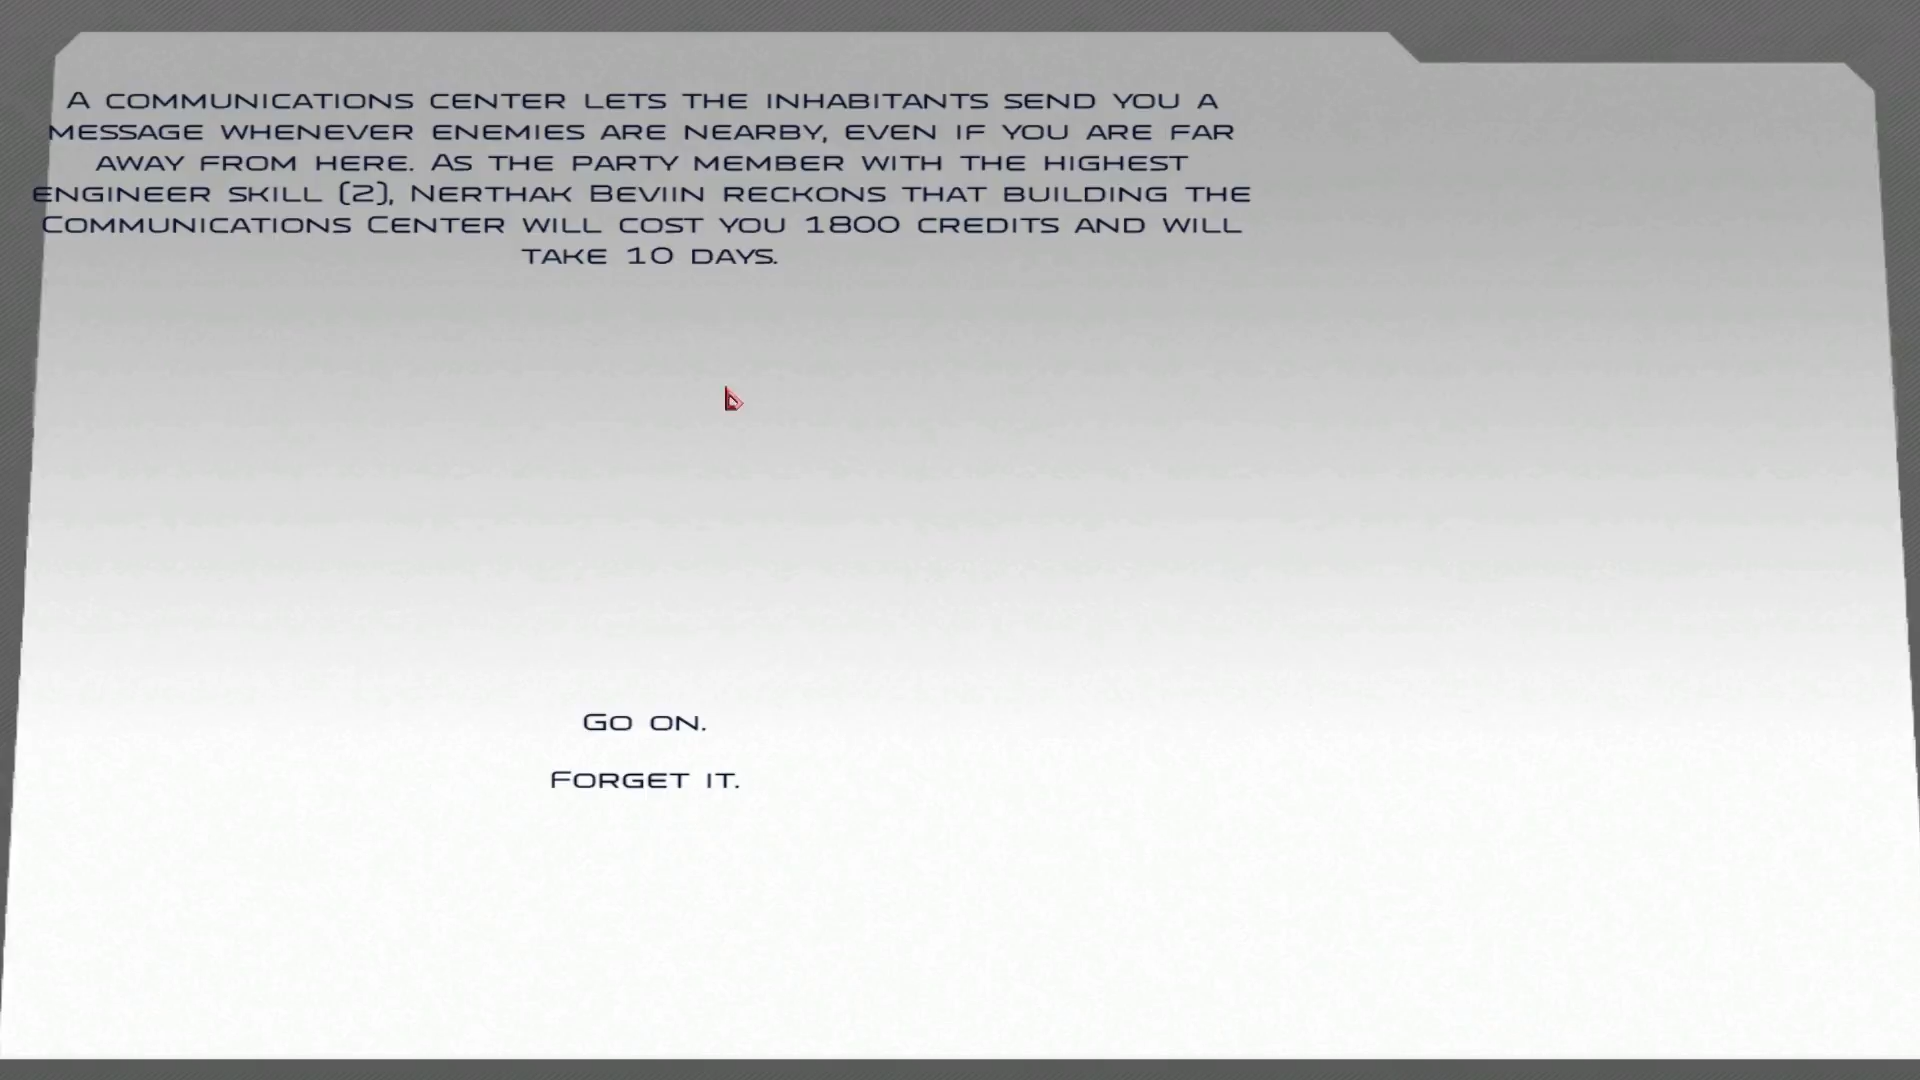 A communications center lets the inhabitants send you a
message whenever enemies are nearby, even if you are far
away from here. As the party member with the highest
engineer skill (2), Nerthak Beviin reckons that building the
Communications Center will cost you 1800 credits and will
take 10 days.
Go on.
Forget it.